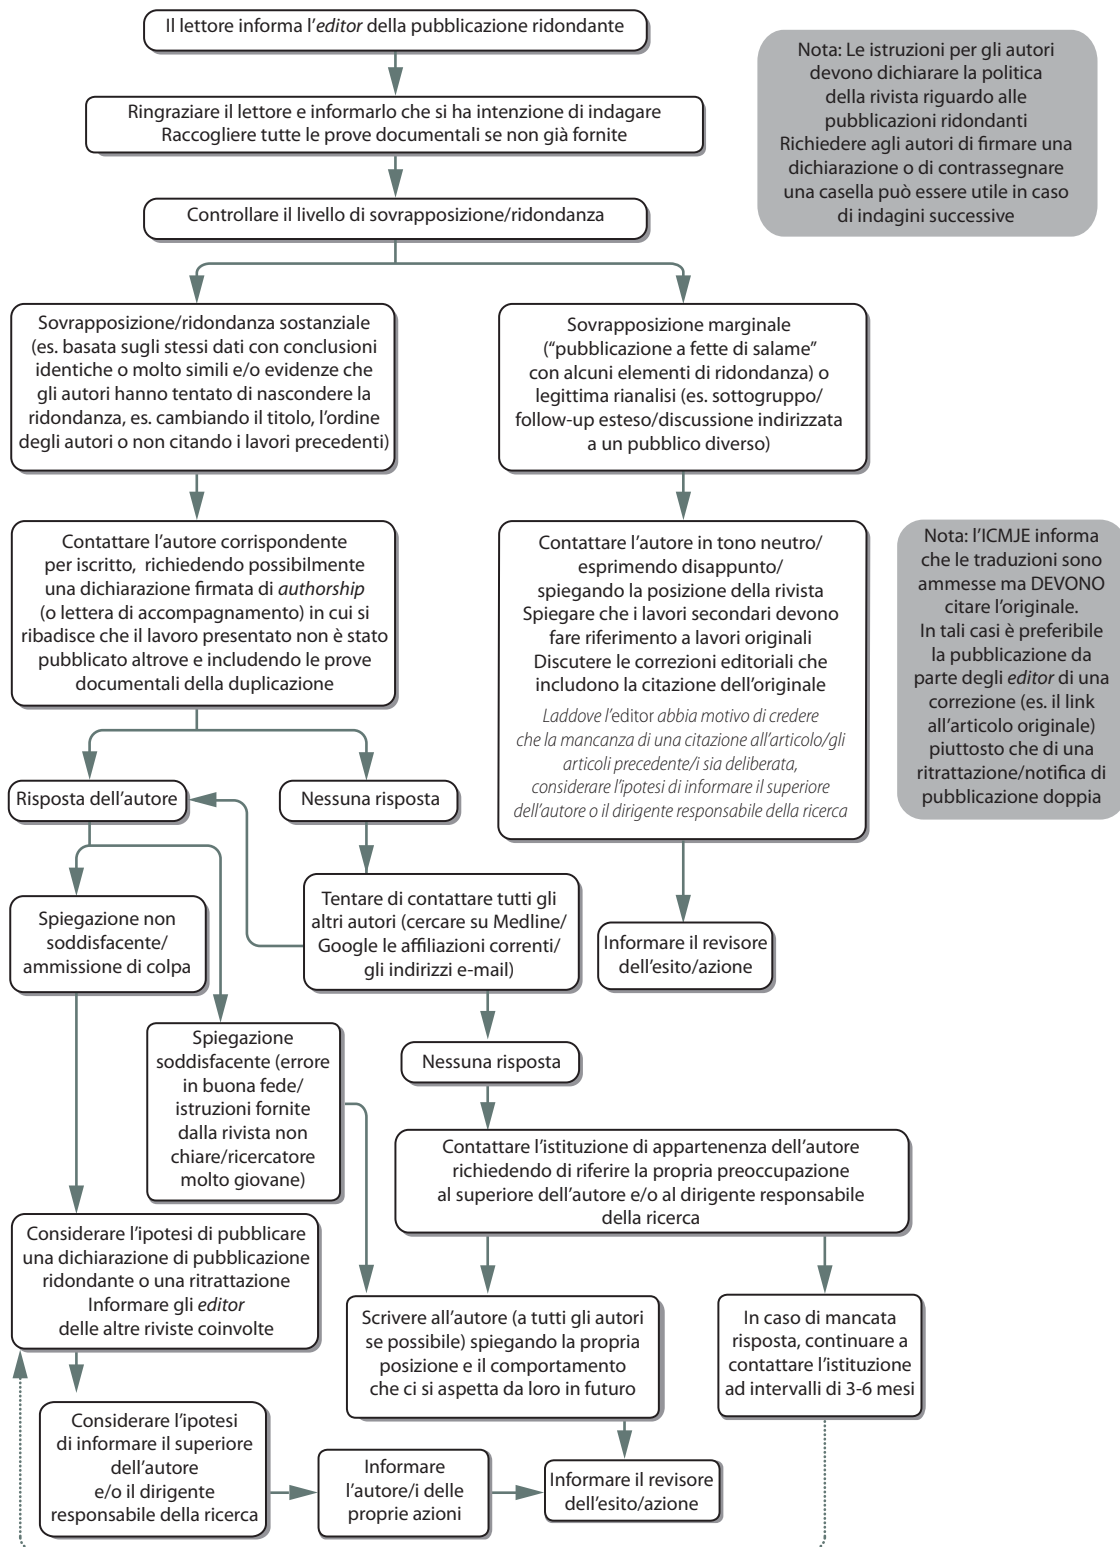 Il lettore informa l’editor della pubblicazione ridondante
Nota: Le istruzioni per gli autori
devono dichiarare la politica
della rivista riguardo alle
pubblicazioni ridondanti
Richiedere agli autori di firmare una
dichiarazione o di contrassegnare
una casella può essere utile in caso
di indagini successive
Ringraziare il lettore e informarlo che si ha intenzione di indagare
Raccogliere tutte le prove documentali se non già fornite
Controllare il livello di sovrapposizione/ridondanza
Sovrapposizione/ridondanza sostanziale
(es. basata sugli stessi dati con conclusioni
identiche o molto simili e/o evidenze che
gli autori hanno tentato di nascondere la
ridondanza, es. cambiando il titolo, l’ordine
degli autori o non citando i lavori precedenti)
Sovrapposizione marginale
(“pubblicazione a fette di salame”
con alcuni elementi di ridondanza) o
legittima rianalisi (es. sottogruppo/
follow-up esteso/discussione indirizzata
a un pubblico diverso)
Contattare l’autore corrispondente
per iscritto, richiedendo possibilmente
una dichiarazione firmata di authorship
(o lettera di accompagnamento) in cui si
ribadisce che il lavoro presentato non è stato
pubblicato altrove e includendo le prove
documentali della duplicazione
Contattare l’autore in tono neutro/
esprimendo disappunto/
spiegando la posizione della rivista
Spiegare che i lavori secondari devono
fare riferimento a lavori originali
Discutere le correzioni editoriali che
includono la citazione dell’originale
Laddove l’editor abbia motivo di credere
che la mancanza di una citazione all’articolo/gli
articoli precedente/i sia deliberata,
considerare l’ipotesi di informare il superiore
dell’autore o il dirigente responsabile della ricerca
Nota: l’ICMJE informa
che le traduzioni sono
ammesse ma DEVONO
citare l’originale.
In tali casi è preferibile
la pubblicazione da
parte degli editor di una
correzione (es. il link
all’articolo originale)
piuttosto che di una
ritrattazione/notifica di
pubblicazione doppia
Risposta dell’autore
Nessuna risposta
Spiegazione non
soddisfacente/
ammissione di colpa
Tentare di contattare tutti gli
altri autori (cercare su Medline/
Google le affiliazioni correnti/
gli indirizzi e-mail)
Informare il revisore
dell’esito/azione
Spiegazione
soddisfacente (errore
in buona fede/
istruzioni fornite
dalla rivista non
chiare/ricercatore
molto giovane)
Nessuna risposta
Contattare l’istituzione di appartenenza dell’autore
richiedendo di riferire la propria preoccupazione
al superiore dell’autore e/o al dirigente responsabile
della ricerca
Considerare l’ipotesi di pubblicare
una dichiarazione di pubblicazione
ridondante o una ritrattazione
Informare gli editor
delle altre riviste coinvolte
Scrivere all’autore (a tutti gli autori
se possibile) spiegando la propria
posizione e il comportamento
che ci si aspetta da loro in futuro
In caso di mancata
risposta, continuare a
contattare l’istituzione
ad intervalli di 3-6 mesi
Considerare l’ipotesi
di informare il superiore
dell’autore
e/o il dirigente
responsabile della ricerca
Informare
l’autore/i delle
proprie azioni
Informare il revisore
dell’esito/azione